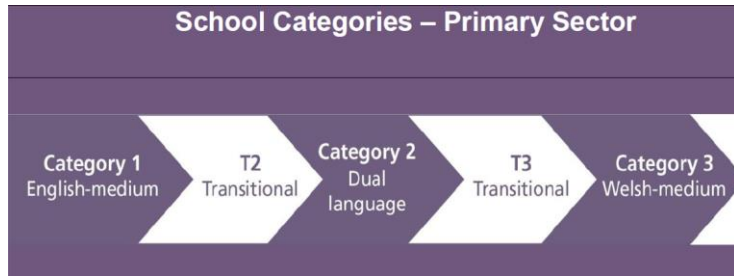 School Categories – Primary Sector
Category 1
English-medium
T2
Transitional
Category 2
Dual
language
T3
Transitional
Category 3
Welsh-medium